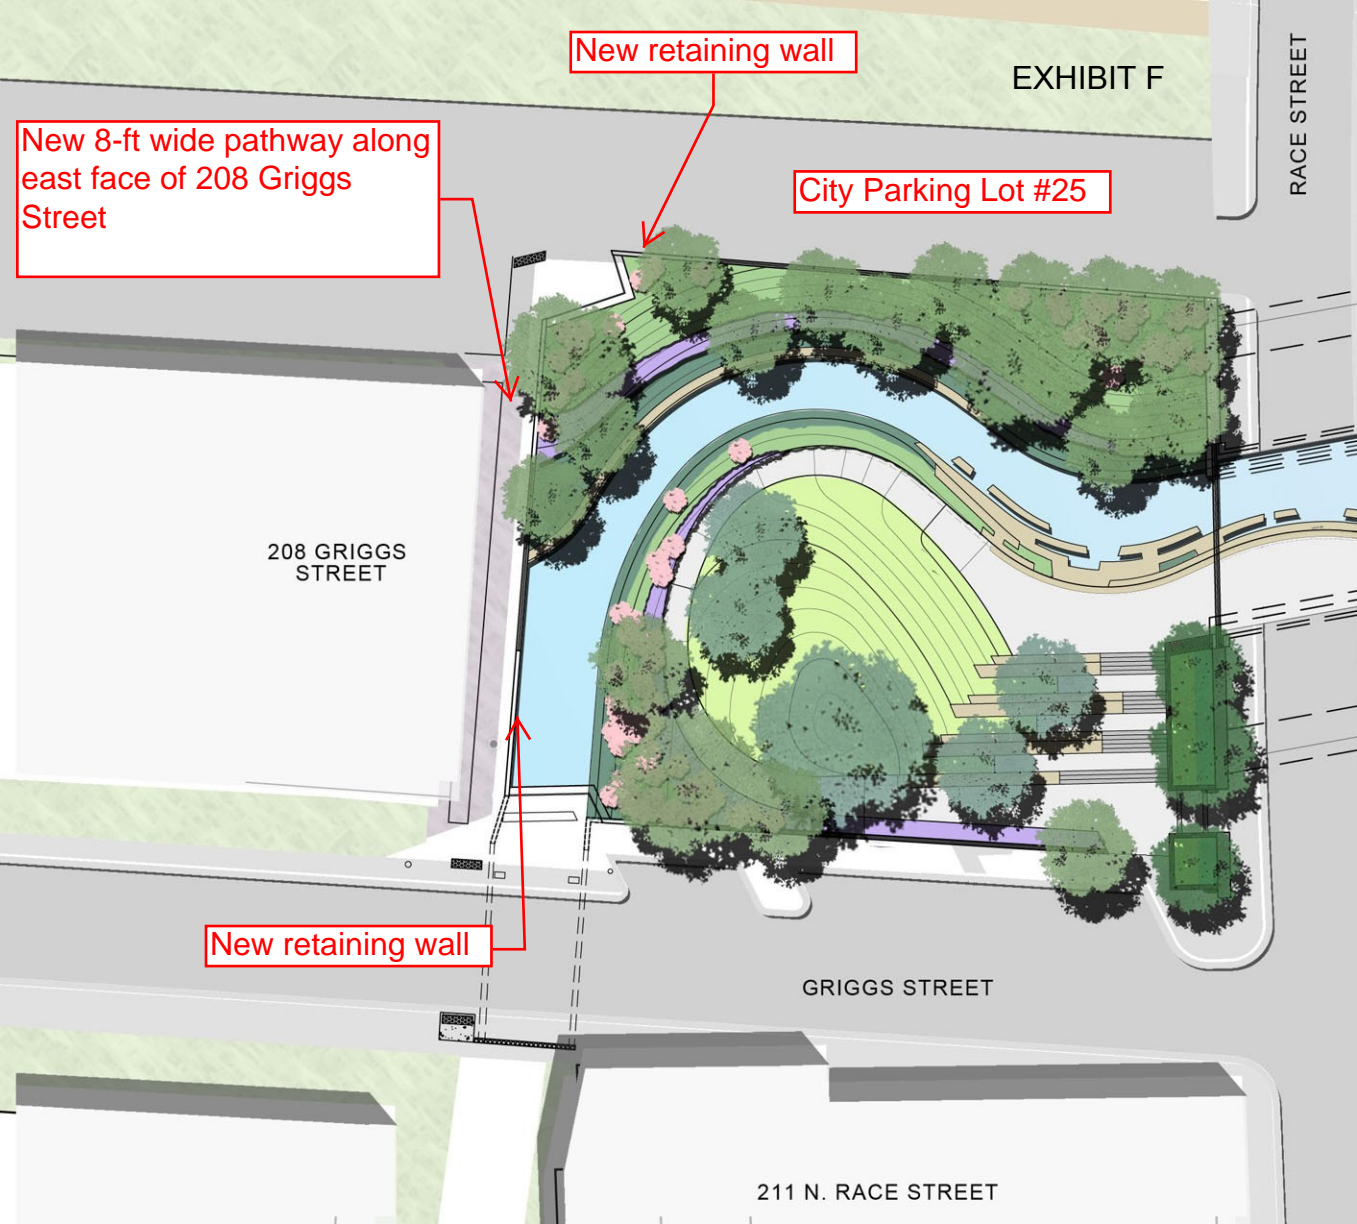 New retaining wall
EXHIBIT F
RACE STREET
New 8-ft wide pathway along
east face of 208 Griggs
Street
City Parking Lot #25
208 GRIGGS
STREET
New retaining wall
GRIGGS STREET
211 N. RACE STREET